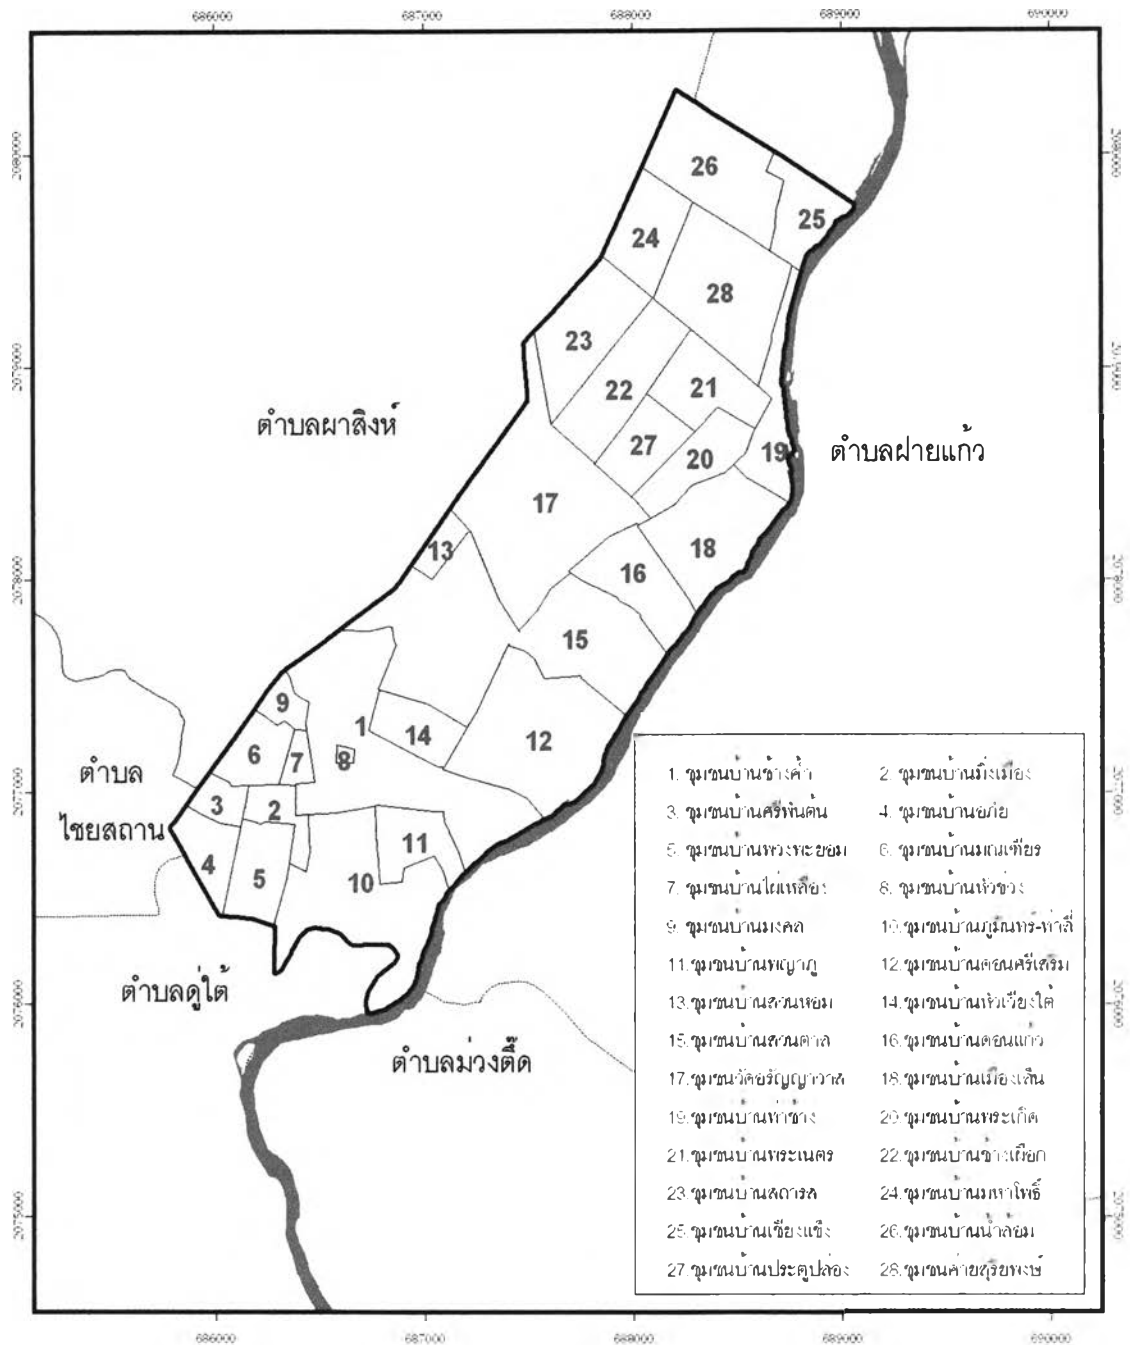 686000 687000 688000 689000 690000
2080000 2080000
26
25
24
28
23
2079000 2079000
22 21
ตำบลผาสิงห์
27 20 19 ตำบลฝายแก้ว
17
13 18
2078000 2078000
16
15
9
1 14 12
6 7 8
ตำบล
ไชยสถาน
2077000 2077000
3 2
11
4 5 10
ตำบลดู่ใต้
2076000 2076000
ตำบลม่วงตึ๊ด
2075000 2075000
1. ชุมชนบ้านช้างค้ำ 2. ชุมชนบ้านมิ่งเมือง
3. ชุมชนบ้านศรีพันต้น 4. ชุมชนบ้านอภัย
5. ชุมชนบ้านพวงพะยอม 6. ชุมชนบ้านมณเฑียร
7. ชุมชนบ้านไผ่เหลือง 8. ชุมชนบ้านหัวข่วง
9. ชุมชนบ้านมงคล 10. ชุมชนบ้านภูมินทร์-ท่าลี่
11. ชุมชนบ้านพญาภู 12. ชุมชนบ้านดอนศรีเสริม
13. ชุมชนบ้านสวนหอม 14. ชุมชนบ้านหัวเวียงใต้
15. ชุมชนบ้านสวนตาล 16. ชุมชนบ้านดอนแก้ว
17. ชุมชนวัดอรัญญาวาส 18. ชุมชนบ้านเมืองเล็น
19. ชุมชนบ้านท่าช้าง 20. ชุมชนบ้านพระเกิด
21. ชุมชนบ้านพระเนตร 22. ชุมชนบ้านช้างเผือก
23. ชุมชนบ้านสถารส 24. ชุมชนบ้านมหาโพธิ์
25. ชุมชนบ้านเชียงแข็ง 26. ชุมชนบ้านน้ำล้อม
27. ชุมชนบ้านประตูปล่อง 28. ชุมชนค่ายสุริยพงษ์
686000 687000 688000 689000 690000